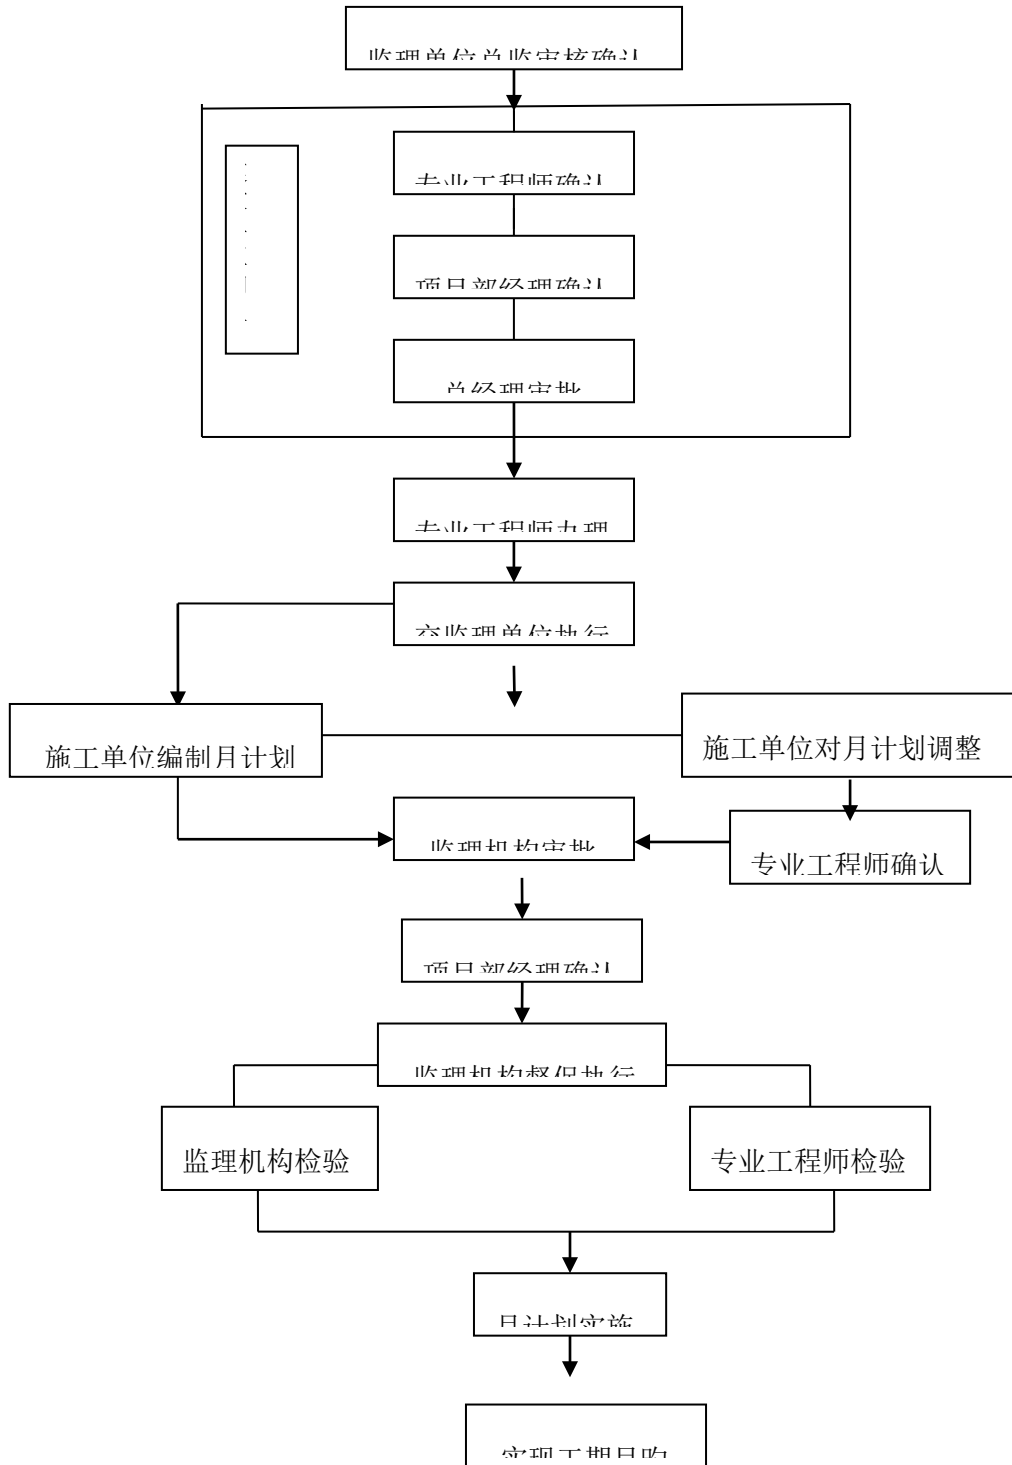 监理单位总监审核确认
专业工程师确认
项目部经理确认
总经理审批
专业工程师办理
交监理单位执行
施工单位编制月计划
施工单位对月计划调整
监理机构审批
专业工程师确认
项目部经理确认
监理机构督促执行
监理机构检验
专业工程师检验
月计划实施
实现工期目的